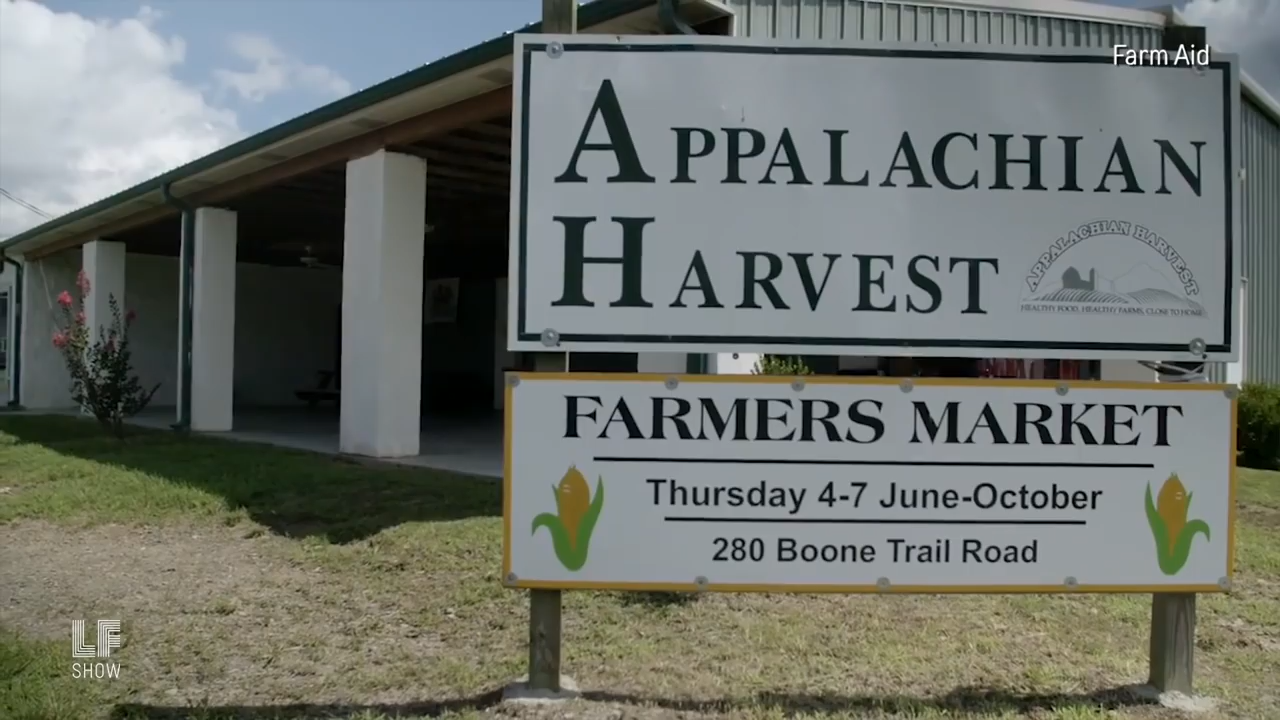 Farm Aid
APPALACHIAN
HARVEST
APPALACHIAN HARVEST
HEALTHY FOOD, HEALTHY FARMS, CLOSE TO HOME
FARMERS MARKET
Thursday 4-7 June-October
280 Boone Trail Road
LF
SHOW